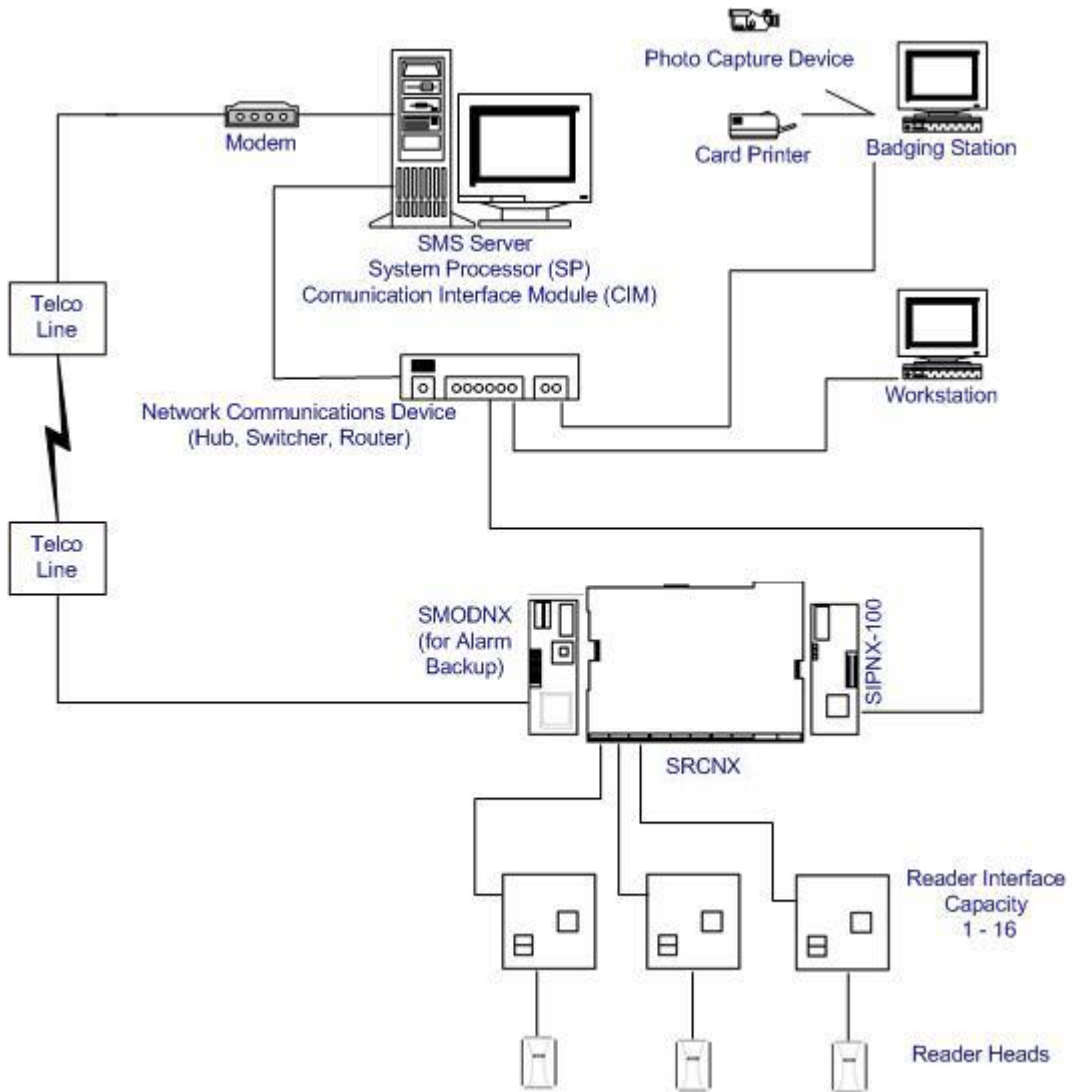 Photo Capture Device
Modem
Card Printer
Badging Station
SMS Server
System Processor (SP)
Comunication Interface Module (CIM)
Telco
Line
Workstation
Network Communications Device
(Hub, Switcher, Router)
Telco
Line
SMODNX
(for Alarm
Backup)
SIPNX-100
SRCNX
Reader Interface
Capacity
1 - 16
Reader Heads